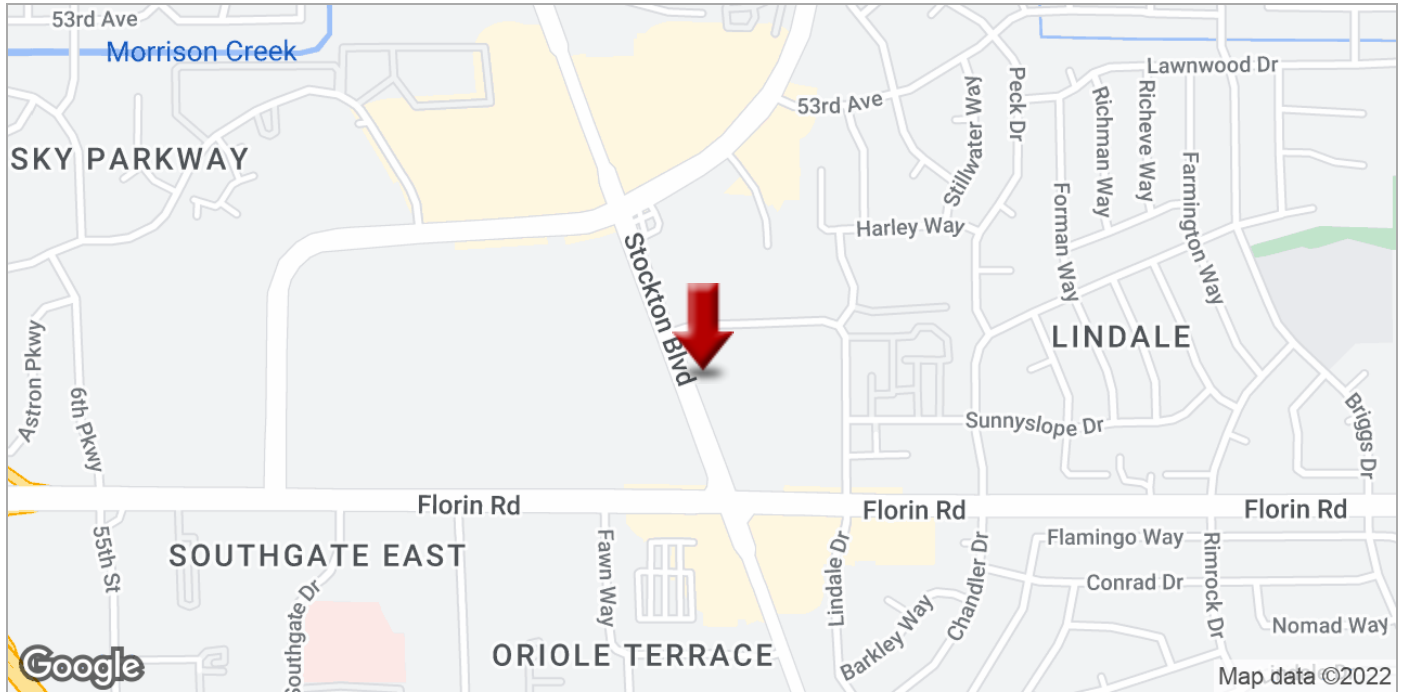 53rd Ave
Morrison Creek
SKY PARKWAY
53rd Ave
Lawnwood Dr
Peck Dr
Stillwater Way
Richman Way
Richeve Way
Farmington Way
Forman Way
Harley Way
Stockton Blvd
LINDALE
Astron Pkwy
6th Pkwy
Sunnyslope Dr
Briggs Dr
Florin Rd
Florin Rd
Florin Rd
55th St
SOUTHGATE EAST
Southgate Dr
Fawn Way
Lindale Dr
Chandler Dr
Flamingo Way
Conrad Dr
Rimrock Dr
Barkley Way
Nomad Way
ORIOLE TERRACE
Google
Map data ©2022